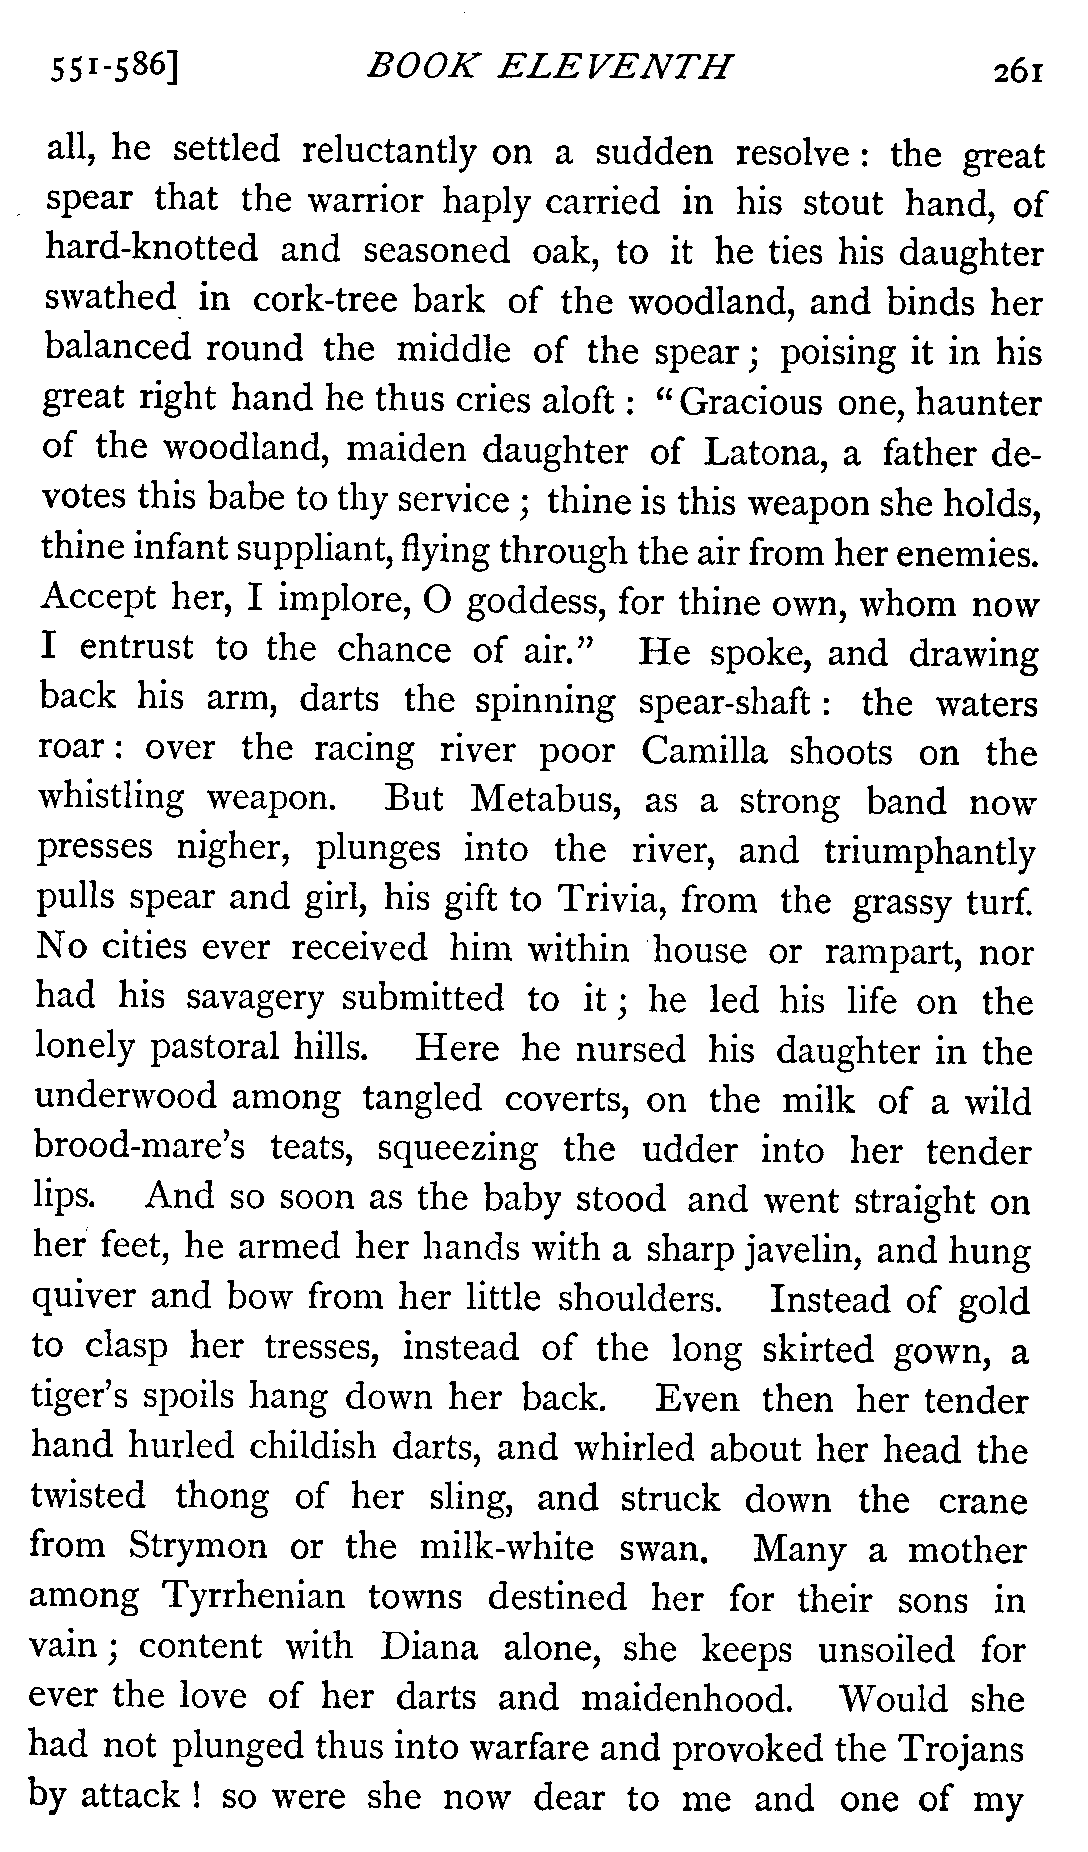 551-586] BOOK ELEVENTH 261
all, he settled reluctantly on a sudden resolve : the great
spear that the warrior haply carried in his stout hand, of
hard-knotted and seasoned oak, to it he ties his daughter
swathed in cork-tree bark of the woodland, and binds her
balanced round the middle of the spear ; poising it in his
great right hand he thus cries aloft : “Gracious one, haunter
of the woodland, maiden daughter of Latona, a father de-
votes this babe to thy service ; thine is this weapon she holds,
thine infant suppliant, flying through the air from her enemies.
Accept her, I implore, O goddess, for thine own, whom now
I entrust to the chance of air.” He spoke, and drawing
back his arm, darts the spinning spear-shaft : the waters
roar : over the racing river poor Camilla shoots on the
whistling weapon. But Metabus, as a strong band now
presses nigher, plunges into the river, and triumphantly
pulls spear and girl, his gift to Trivia, from the grassy turf.
No cities ever received him within house or rampart, nor
had his savagery submitted to it ; he led his life on the
lonely pastoral hills. Here he nursed his daughter in the
underwood among tangled coverts, on the milk of a wild
brood-mare’s teats, squeezing the udder into her tender
lips. And so soon as the baby stood and went straight on
her feet, he armed her hands with a sharp javelin, and hung
quiver and bow from her little shoulders. Instead of gold
to clasp her tresses, instead of the long skirted gown, a
tiger’s spoils hang down her back. Even then her tender
hand hurled childish darts, and whirled about her head the
twisted thong of her sling, and struck down the crane
from Strymon or the milk-white swan. Many a mother
among Tyrrhenian towns destined her for their sons in
vain ; content with Diana alone, she keeps unsoiled for
ever the love of her darts and maidenhood. Would she
had not plunged thus into warfare and provoked the Trojans
by attack ! so were she now dear to me and one of my